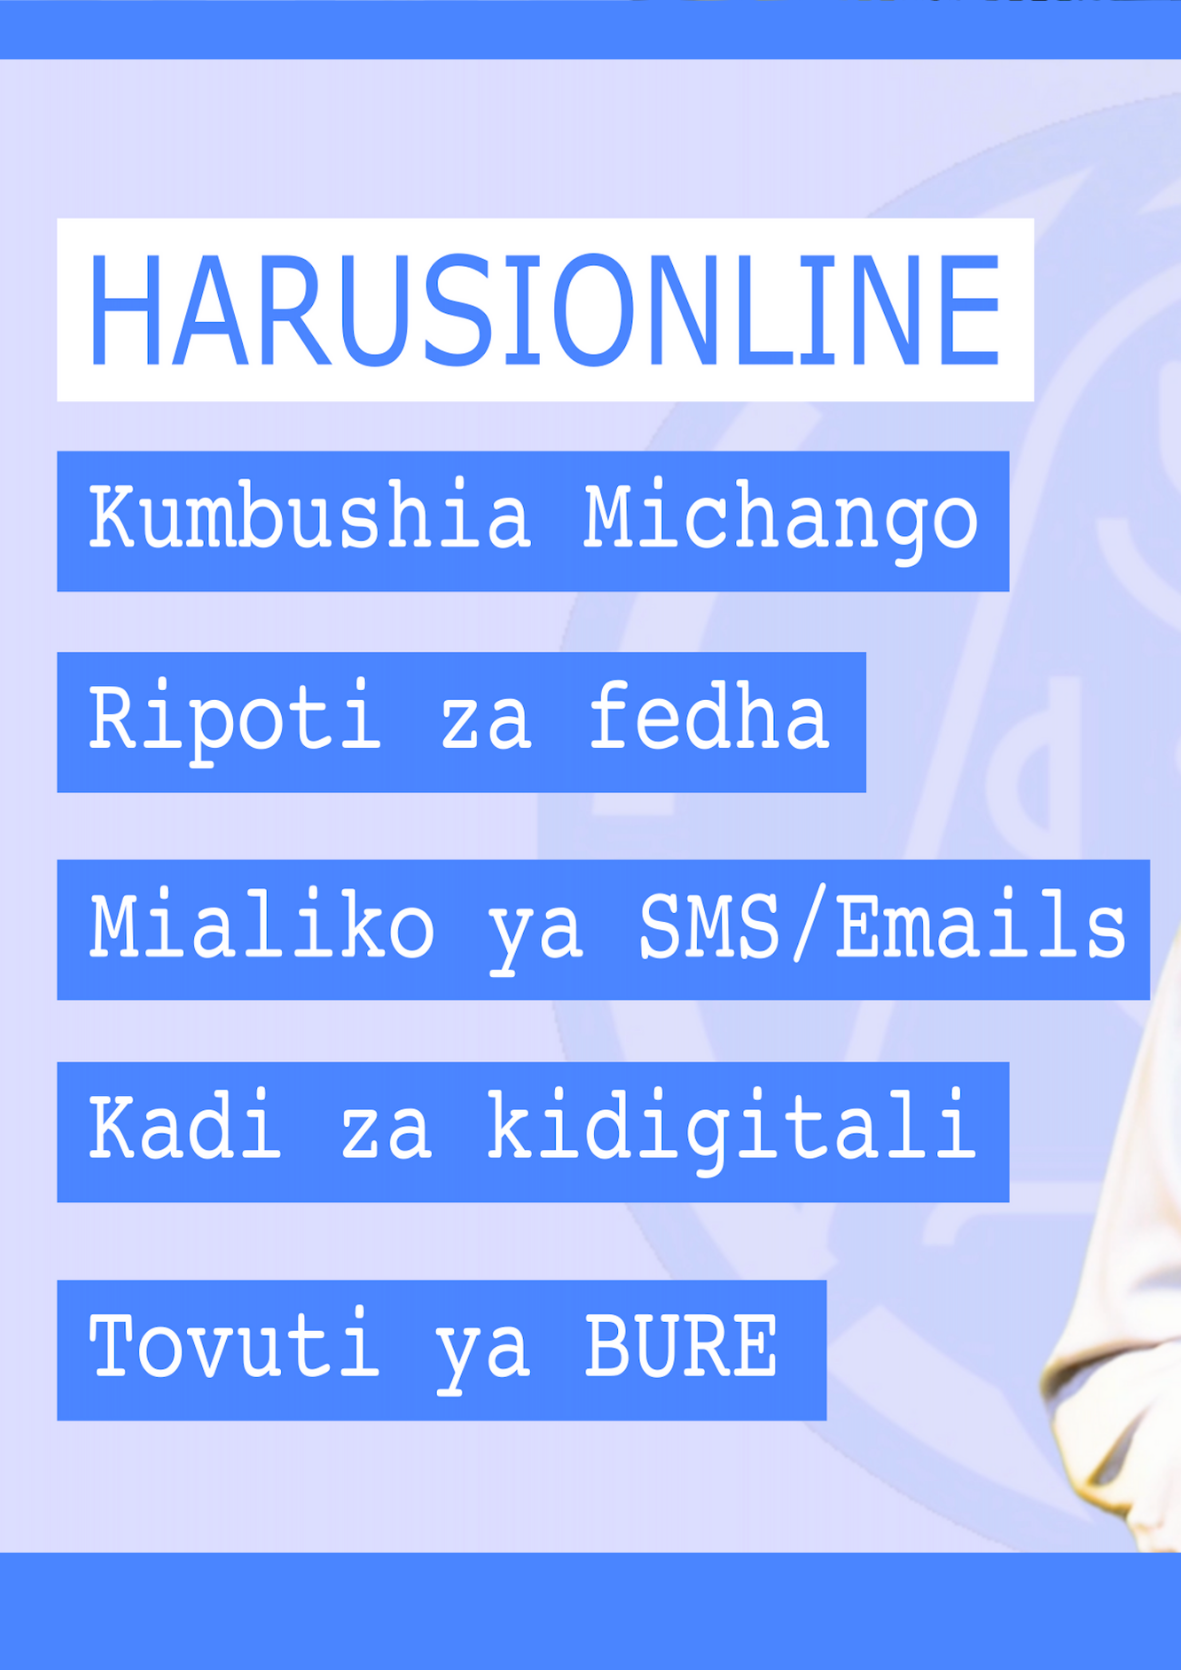 HARUSIONLINE
Kumbushia Michango
Ripoti za fedha
Mialiko ya SMS/Emails
Kadi za kidigitali
Tovuti ya BURE